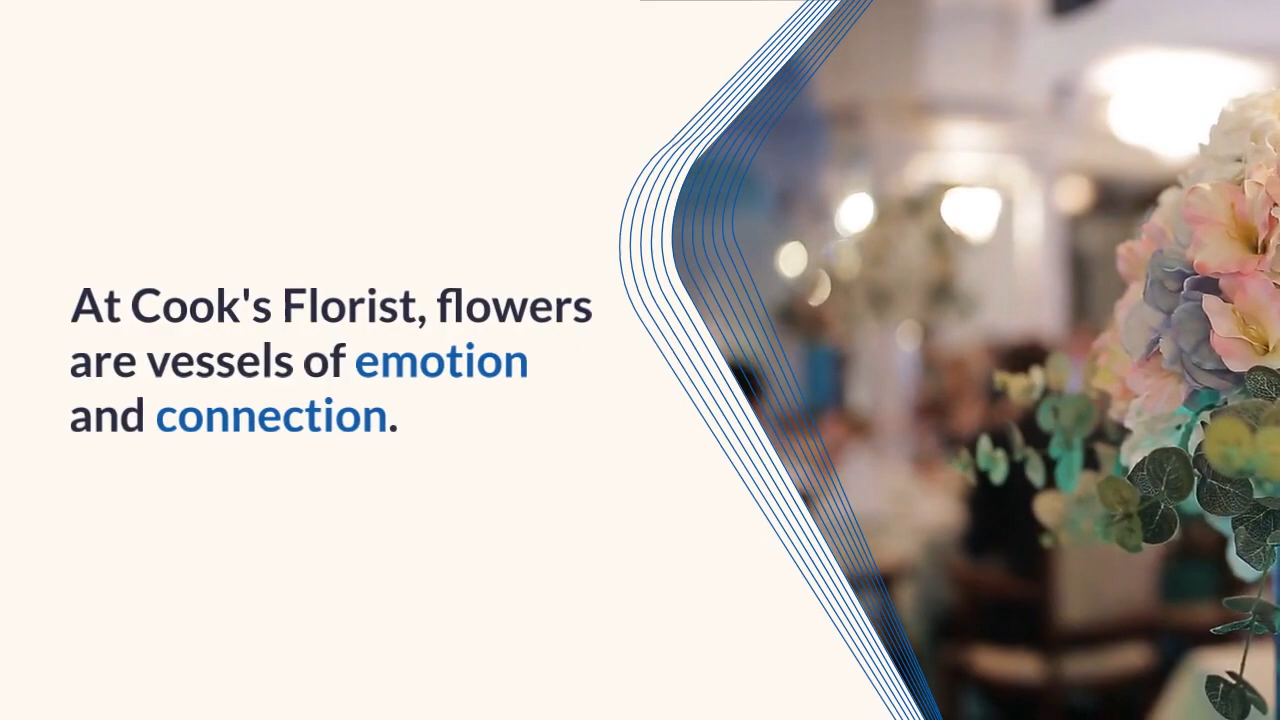 At Cook's Florist, flowers
are vessels of emotion
and connection.